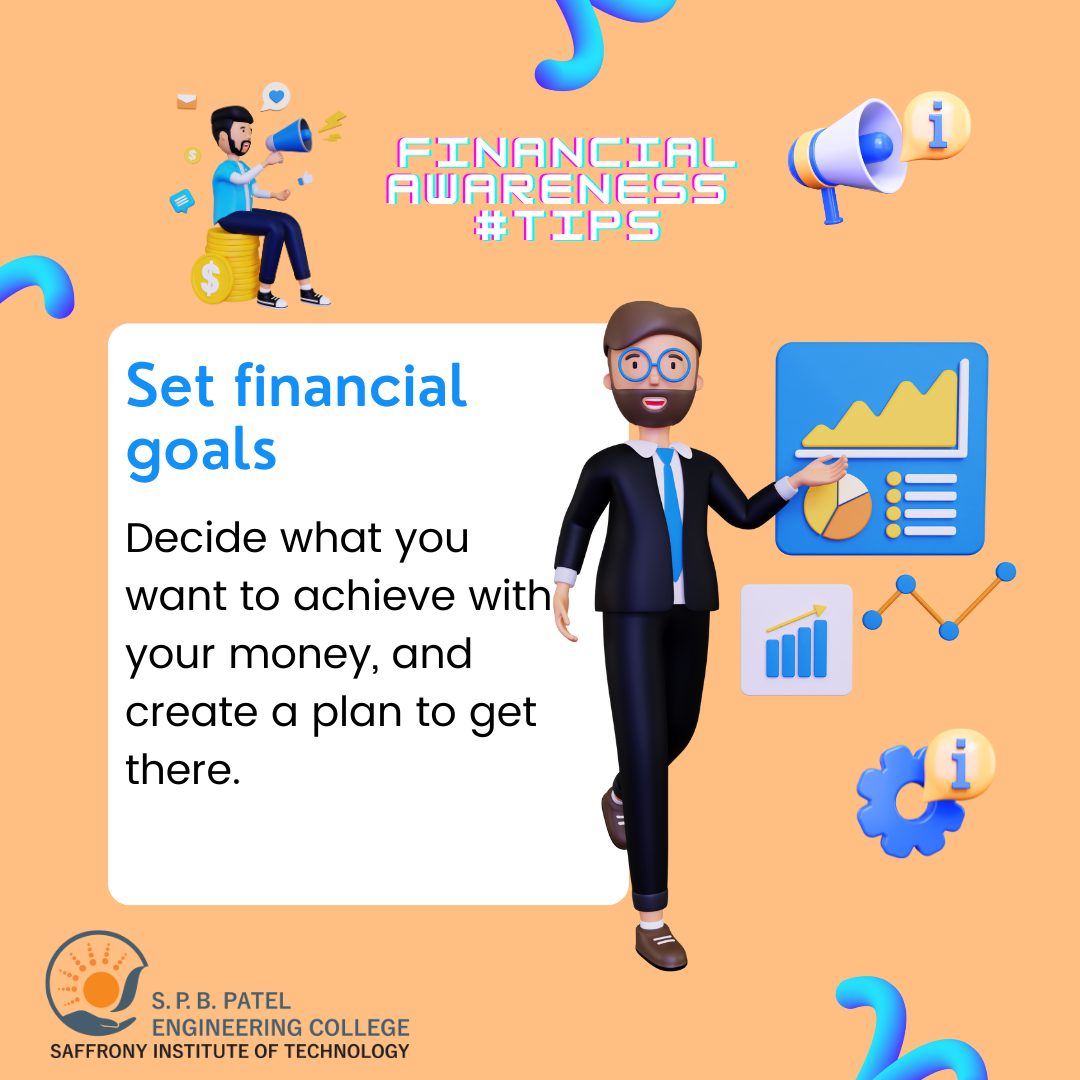 FINANCIAL
AWARENESS
#TIPS
Set financial
goals
Decide what you
want to achieve with
your money, and
create a plan to get
there.
S. P. B. PATEL
ENGINEERING COLLEGE
SAFFRONY INSTITUTE OF TECHNOLOGY